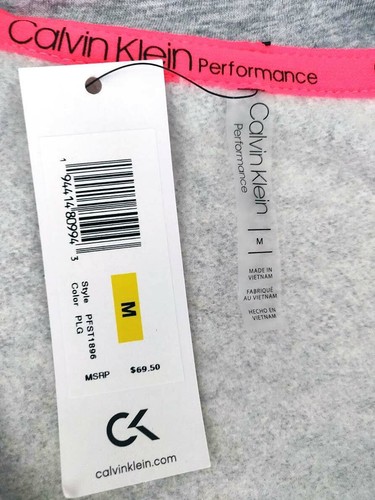 Calvin Klein Performance
Calvin Klein
Performance
M
MADE IN
VIETNAM
FABRIQUÉ
AU VIETNAM
HECHO EN
VIETNAM
1 94414 80994 3
Style PFST1896
Color PLG
M
MSRP $69.50
CK
calvinklein.com